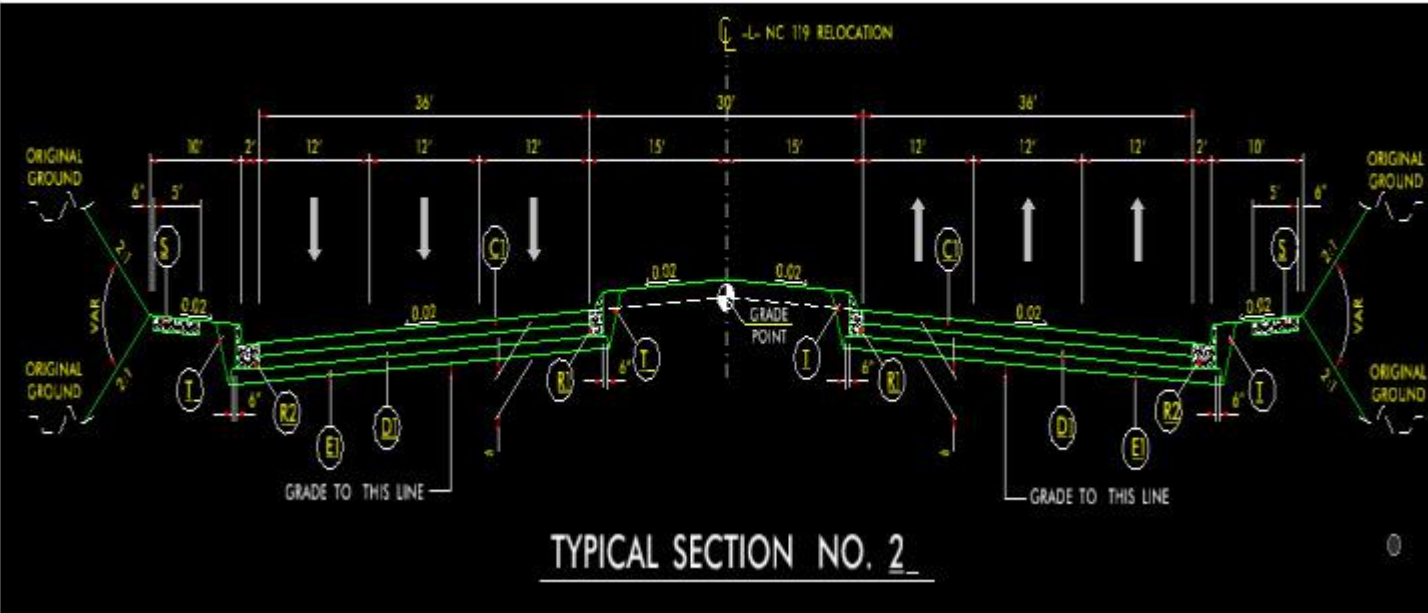 ℄ -L- NC 119 RELOCATION
36' 30' 36'
10' 2' 12' 12' 12' 15' 15' 12' 12' 12' 2' 10'
ORIGINAL
GROUND
ORIGINAL
GROUND
6" 5'
5' 6"
S
C1
C1
S
2:1
2:1
VAR
VAR
0.02
0.02
0.02
0.02
0.02
0.02
GRADE
POINT
ORIGINAL
GROUND
ORIGINAL
GROUND
2:1
2:1
T
6"
R2
E1
D1
R1
6"
T
T
6"
R1
D1
E1
R2
6"
T
GRADE TO THIS LINE
GRADE TO THIS LINE
TYPICAL SECTION NO. 2